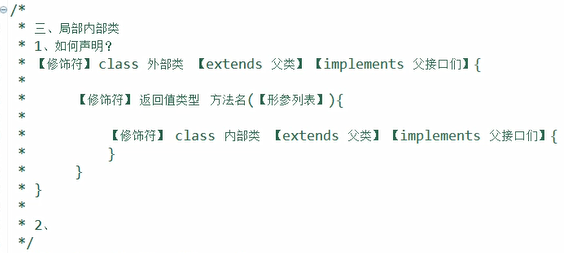 /*
* 三、局部内部类
* 1、如何声明？
* 【修饰符】class 外部类 【extends 父类】【implements 父接口们】{
*
* 【修饰符】返回值类型 方法名(【形参列表】){
*
* 【修饰符】 class 内部类 【extends 父类】【implements 父接口们】{
* }
* }
* }
*
* 2、
*/